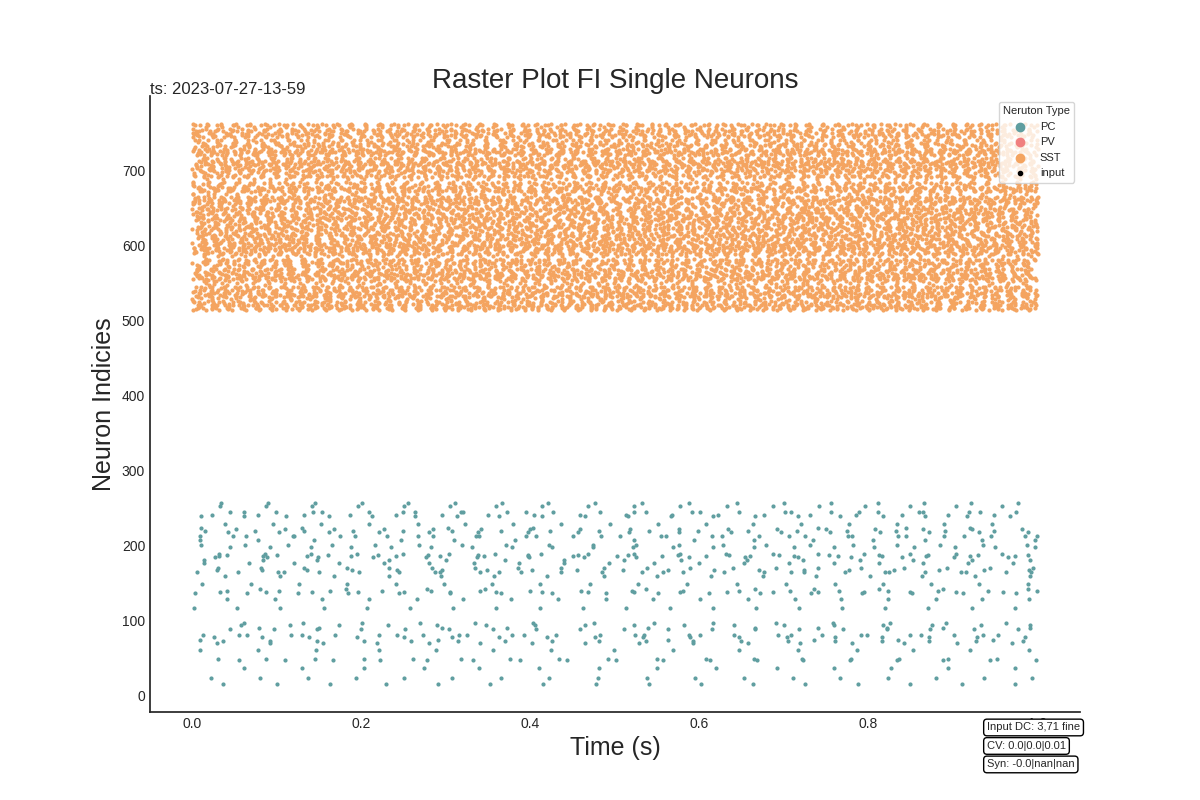 Raster Plot FI Single Neurons
ts: 2023-07-27-13-59
Neruton Type
PC
PV
SST
input
Neuron Indicies
700
600
500
400
300
200
100
0
0.0 0.2 0.4 0.6 0.8
Time (s)
Input DC: 3,71 fine
CV: 0.0|0.0|0.01
Syn: -0.0|nan|nan